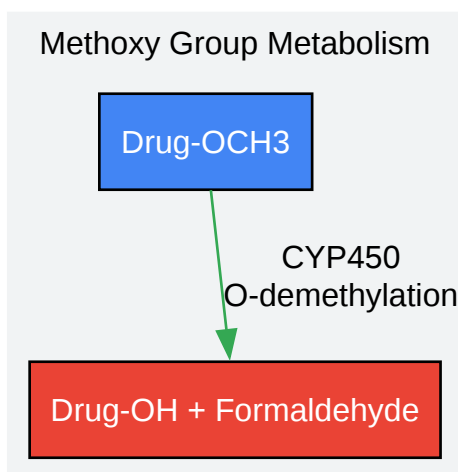 Methoxy Group Metabolism
Drug-OCH3
CYP450
O-demethylation
Drug-OH + Formaldehyde